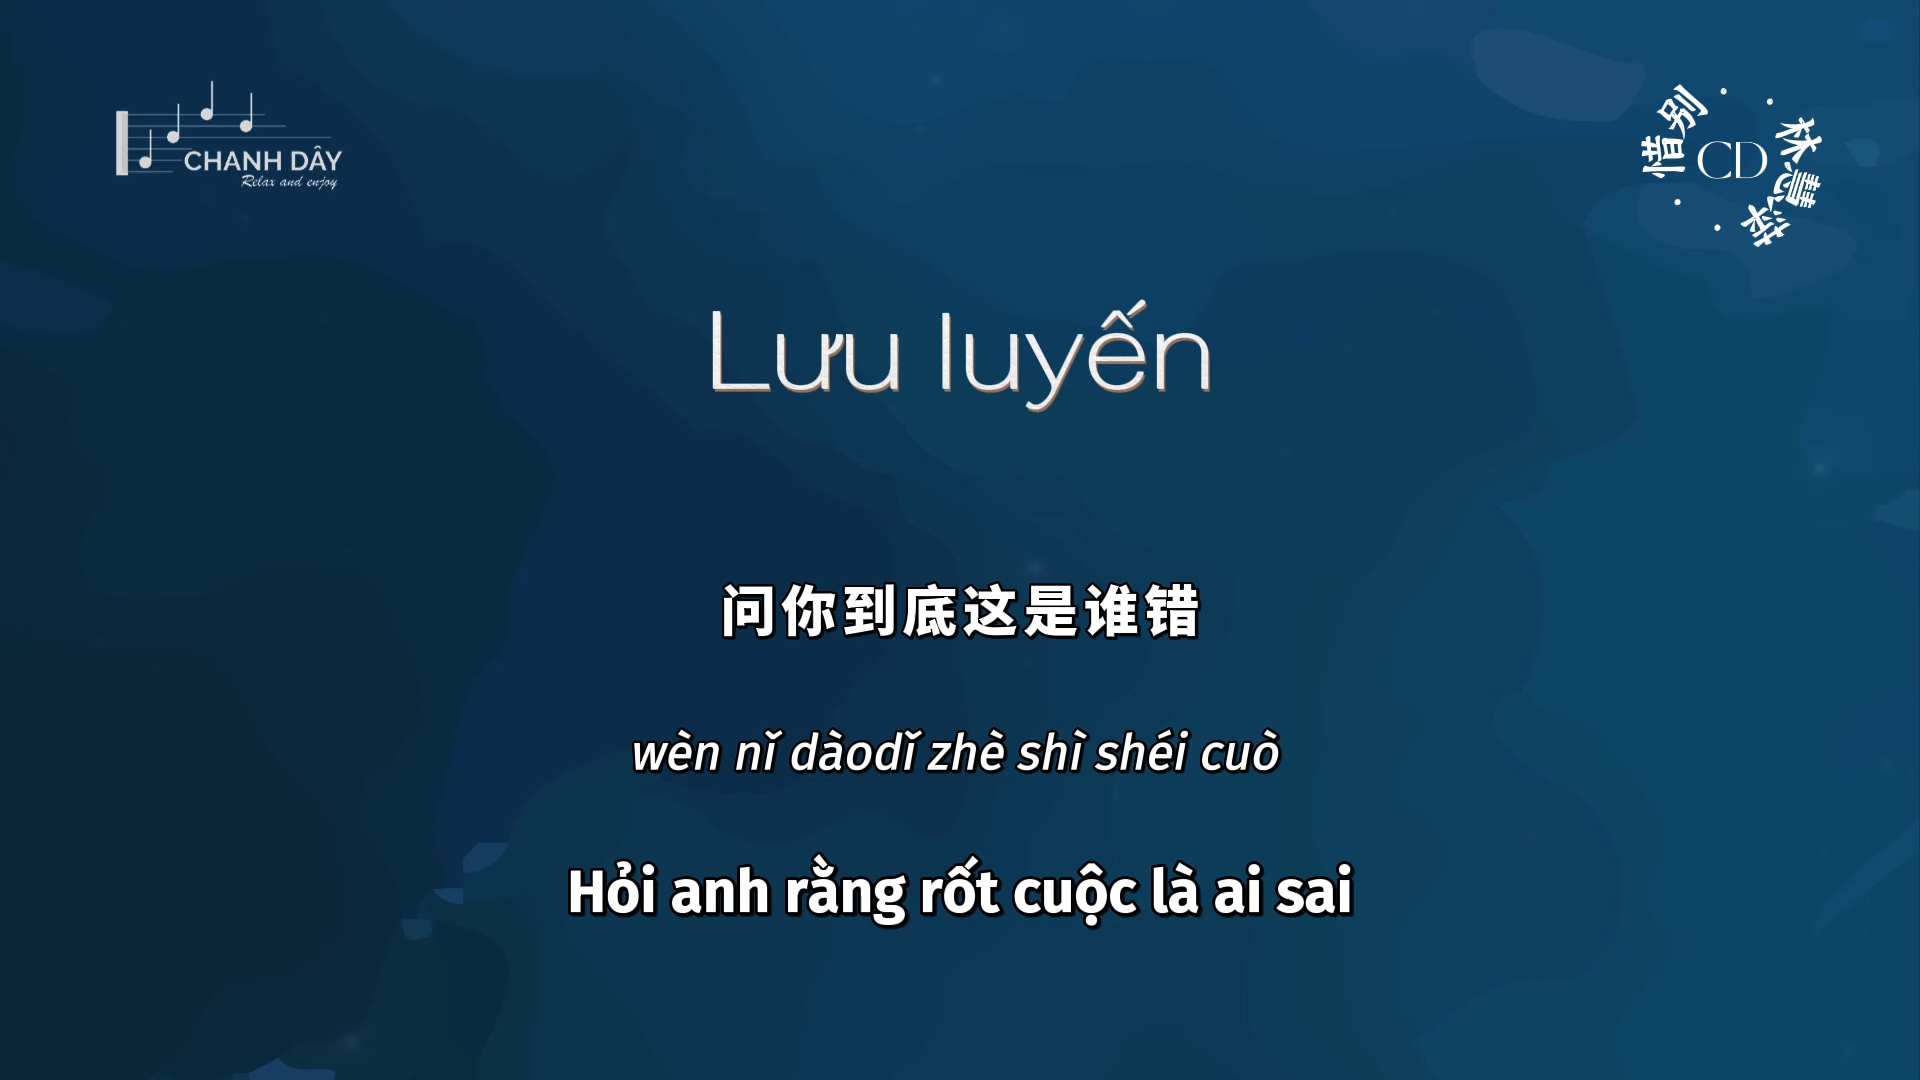 CHANH DÂY
Relax and enjoy
惜别
CD
林慧萍
Lưu luyến
问你到底这是谁错
wèn nǐ dàodǐ zhè shì shéi cuò
Hỏi anh rằng rốt cuộc là ai sai